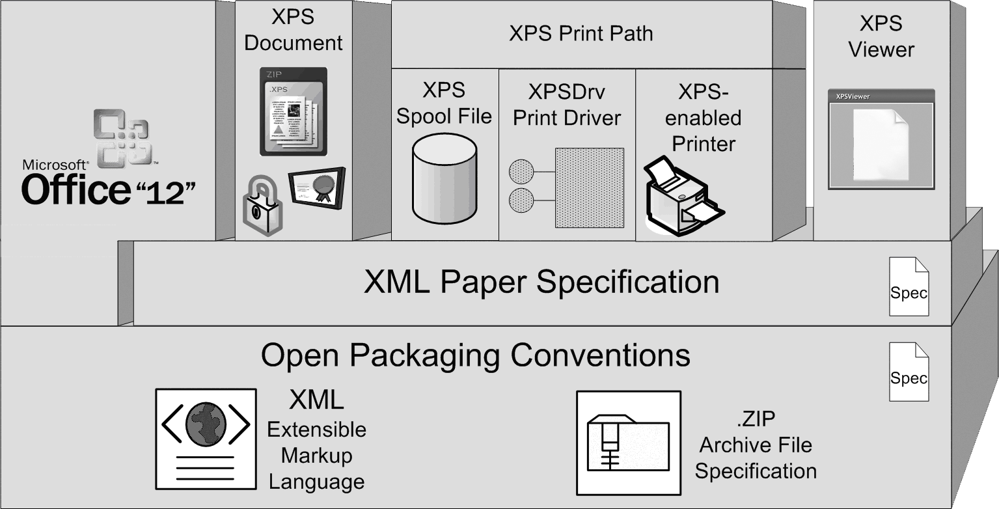 Microsoft®
Office “12”
™
XPS
Document
ZIP
.XPS
XPS Print Path
XPS
Spool File
XPSDrv
Print Driver
XPS-
enabled
Printer
XPS
Viewer
XPSViewer
XML Paper Specification
Spec
Open Packaging Conventions
Spec
XML
Extensible
Markup
Language
.ZIP
Archive File
Specification